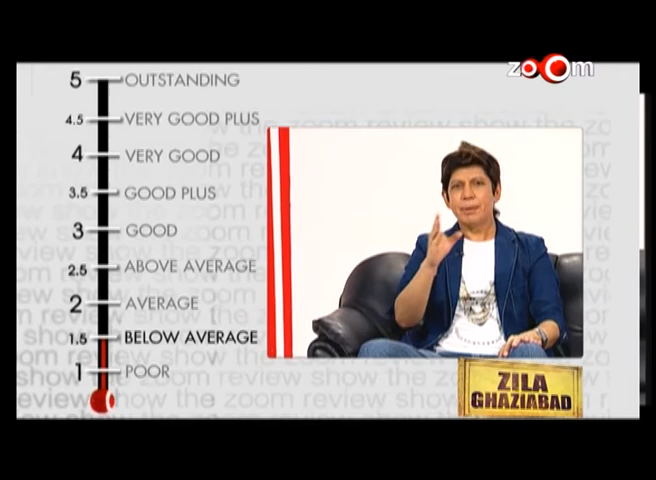 zoom
5 OUTSTANDING
4.5 VERY GOOD PLUS
4 VERY GOOD
3.5 GOOD PLUS
3 GOOD
2.5 ABOVE AVERAGE
2 AVERAGE
1.5 BELOW AVERAGE
1 POOR
ZILA
GHAZIABAD